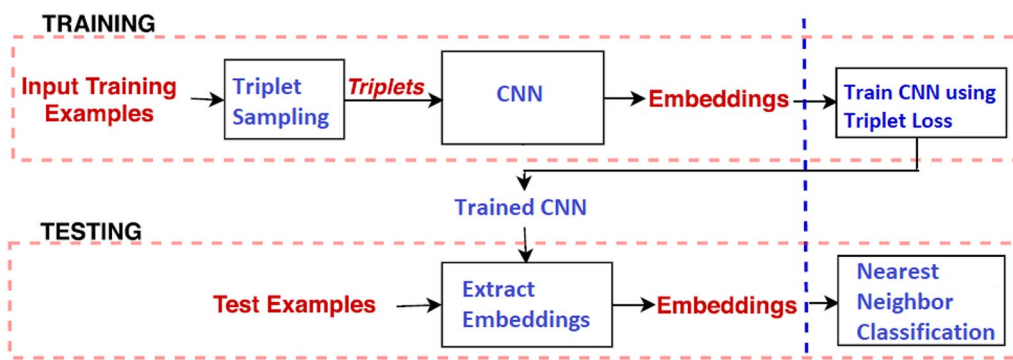 TRAINING
Input Training
Examples
Triplet
Sampling
Triplets
CNN
Embeddings
Train CNN using
Triplet Loss
Trained CNN
TESTING
Test Examples
Extract
Embeddings
Embeddings
Nearest
Neighbor
Classification